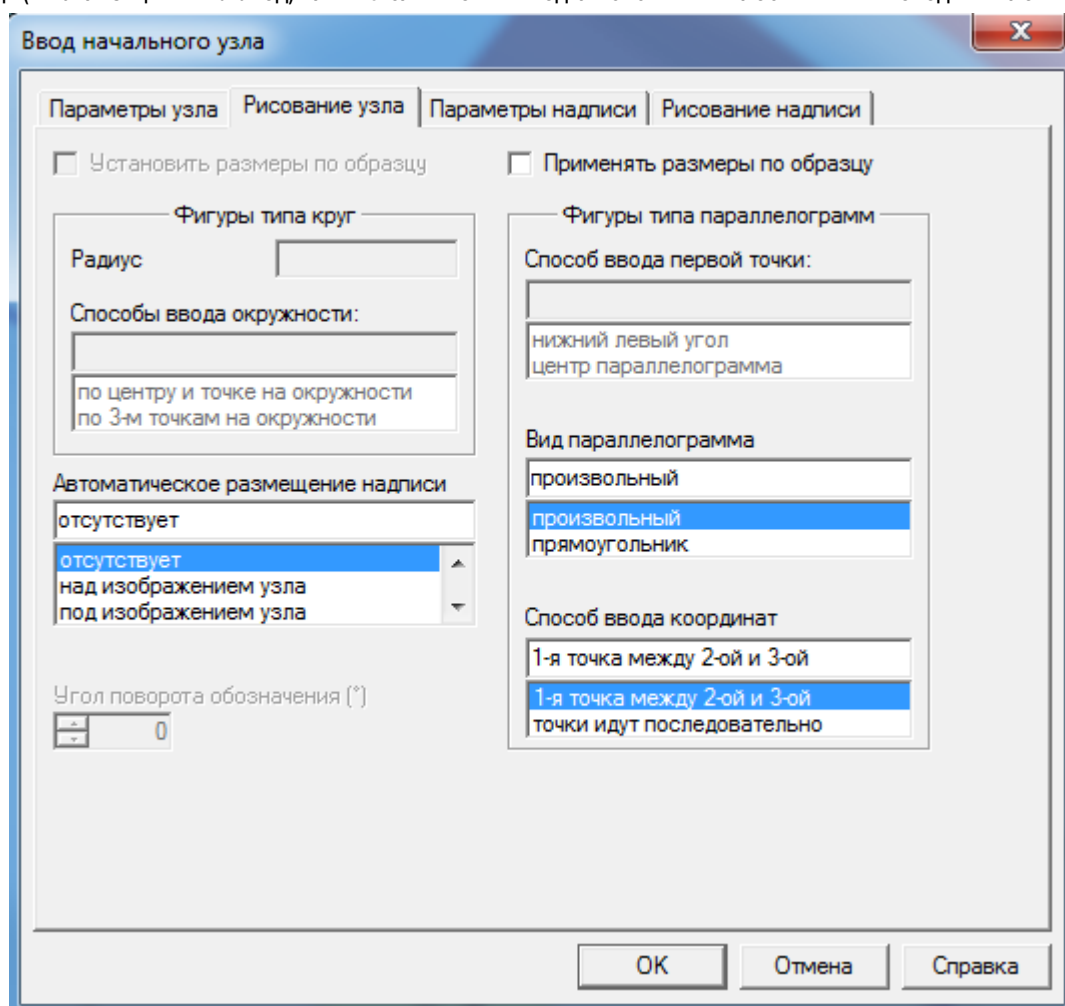 Ввод начального узла
Параметры узла Рисование узла Параметры надписи Рисование надписи
Установить размеры по образцу
Применять размеры по образцу
Фигуры типа круг
Радиус
Способы ввода окружности:
по центру и точке на окружности
по 3-м точкам на окружности
Автоматическое размещение надписи
отсутствует
отсутствует
над изображением узла
под изображением узла
Угол поворота обозначения (°)
0
Фигуры типа параллелограмм
Способ ввода первой точки:
нижний левый угол
центр параллелограмма
Вид параллелограмма
произвольный
произвольный
прямоугольник
Способ ввода координат
1-я точка между 2-ой и 3-ой
1-я точка между 2-ой и 3-ой
точки идут последовательно
OK Отмена Справка